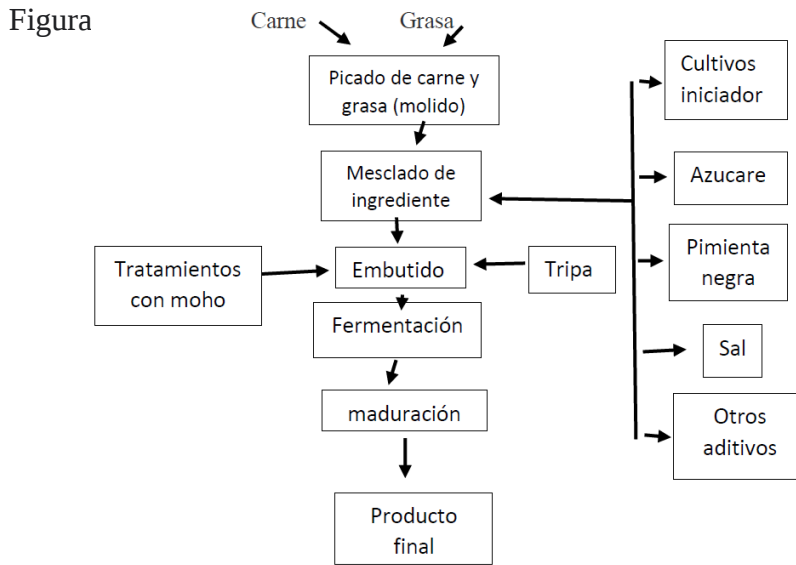 Figura
Carne
Grasa
Picado de carne y
grasa (molido)
Mesclado de
ingrediente
Embutido
Tratamientos
con moho
Tripa
Fermentación
maduración
Producto
final
Cultivos
iniciador
Azucare
Pimienta
negra
Sal
Otros
aditivos